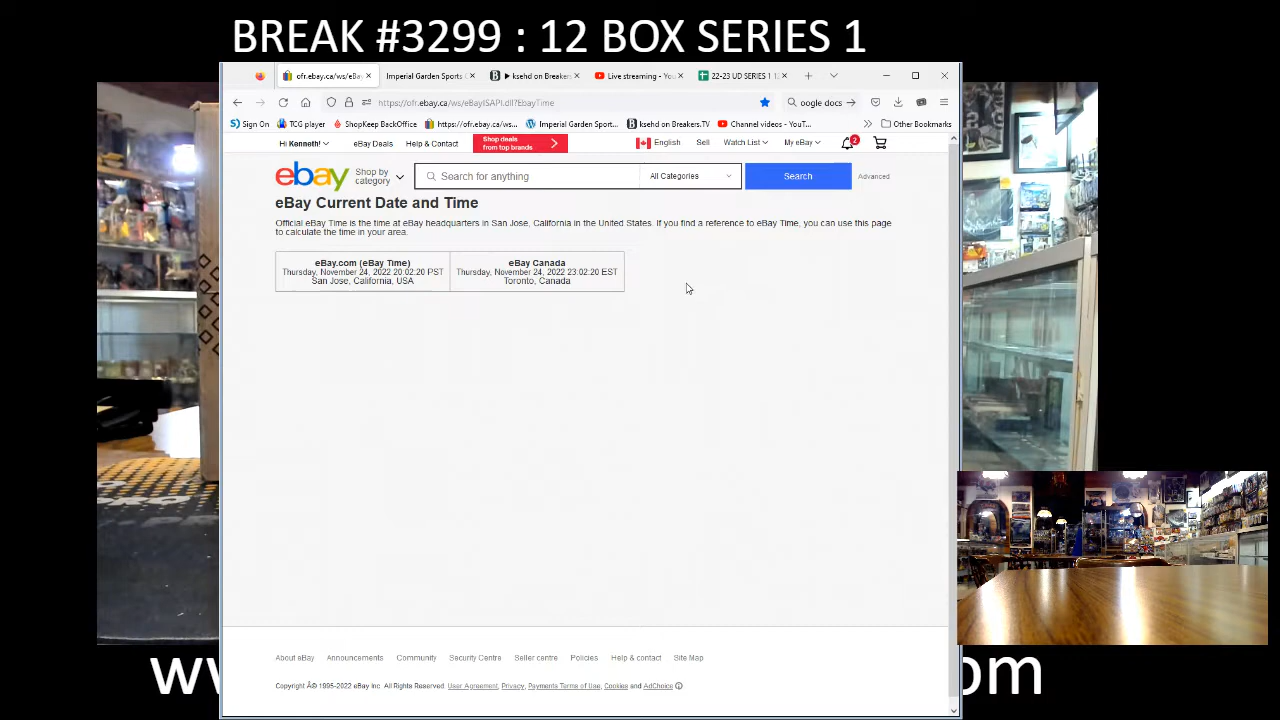 BREAK #3299 : 12 BOX SERIES 1
ofr.ebay.ca/ws/eBay
Imperial Garden Sports C
ksehd on Breakers.
Live streaming - You
22-23 UD SERIES 1 1
https://ofr.ebay.ca/ws/eBayISAPI.dll?EbayTime
oogle docs
Sign On
TCG player
ShopKeep BackOffice
https://ofr.ebay.ca/ws...
Imperial Garden Sport...
ksehd on Breakers.TV
Channel videos - YouT...
Other Bookmarks
Hi Kenneth!
eBay Deals
Help & Contact
Shop deals
from top brands
English
Sell
Watch List
My eBay
2
ebay
Shop by
category
Search for anything
All Categories
Search
Advanced
eBay Current Date and Time
Official eBay Time is the time at eBay headquarters in San Jose, California in the United States. If you find a reference to eBay Time, you can use this page
to calculate the time in your area.
eBay.com (eBay Time)
Thursday, November 24, 2022 20:02:20 PST
San Jose, California, USA
eBay Canada
Thursday, November 24, 2022 23:02:20 EST
Toronto, Canada
About eBay
Announcements
Community
Security Centre
Seller centre
Policies
Help & contact
Site Map
Copyright Â© 1995-2022 eBay Inc. All Rights Reserved. User Agreement, Privacy, Payments Terms of Use, Cookies and AdChoice